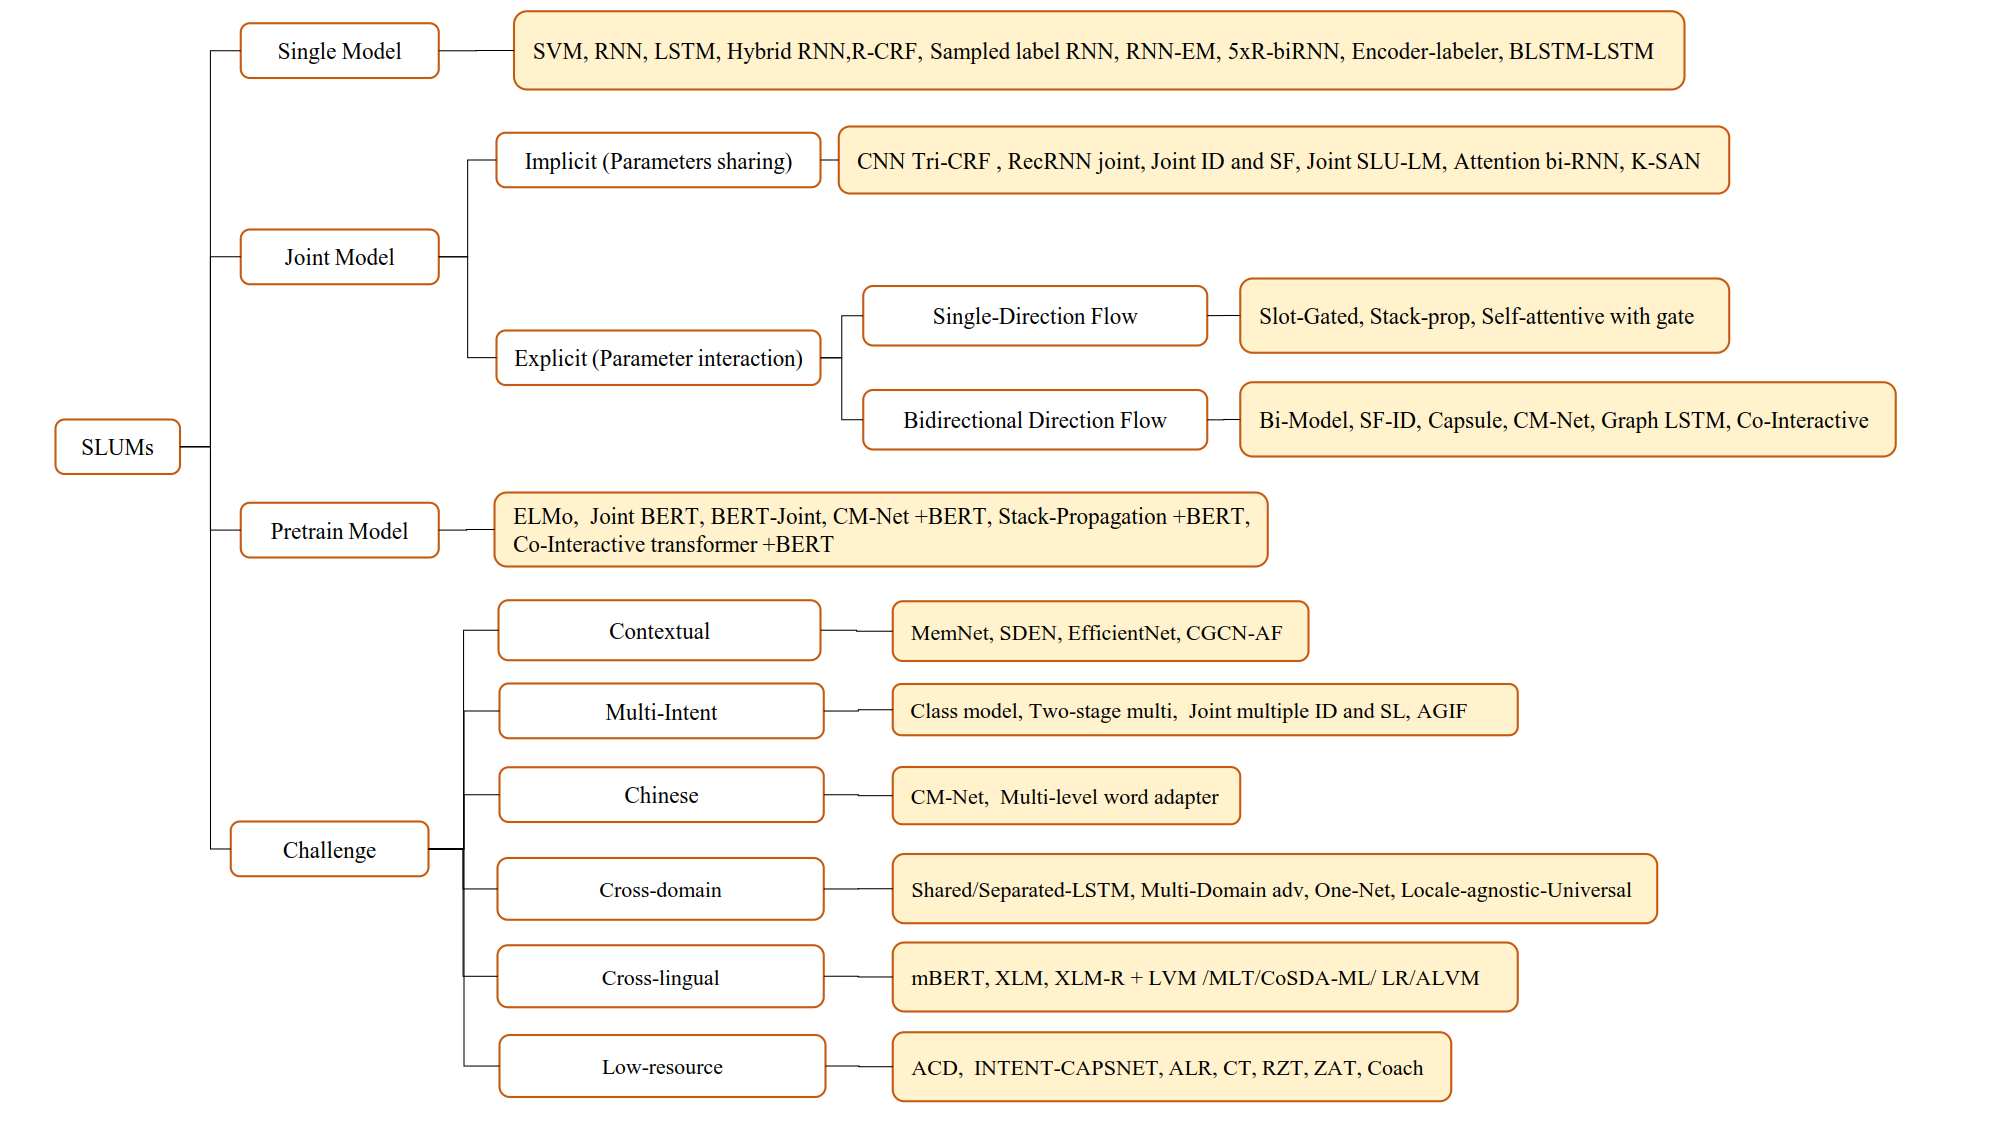 Single Model
SVM, RNN, LSTM, Hybrid RNN,R-CRF, Sampled label RNN, RNN-EM, 5xR-biRNN, Encoder-labeler, BLSTM-LSTM
Implicit (Parameters sharing)
CNN Tri-CRF , RecRNN joint, Joint ID and SF, Joint SLU-LM, Attention bi-RNN, K-SAN
Joint Model
Single-Direction Flow
Slot-Gated, Stack-prop, Self-attentive with gate
Explicit (Parameter interaction)
Bidirectional Direction Flow
Bi-Model, SF-ID, Capsule, CM-Net, Graph LSTM, Co-Interactive
SLUMs
Pretrain Model
ELMo,  Joint BERT, BERT-Joint, CM-Net +BERT, Stack-Propagation +BERT,
Co-Interactive transformer +BERT
Contextual
MemNet, SDEN, EfficientNet, CGCN-AF
Multi-Intent
Class model, Two-stage multi,  Joint multiple ID and SL, AGIF
Chinese
CM-Net,  Multi-level word adapter
Challenge
Cross-domain
Shared/Separated-LSTM, Multi-Domain adv, One-Net, Locale-agnostic-Universal
Cross-lingual
mBERT, XLM, XLM-R + LVM /MLT/CoSDA-ML/ LR/ALVM
Low-resource
ACD,  INTENT-CAPSNET, ALR, CT, RZT, ZAT, Coach